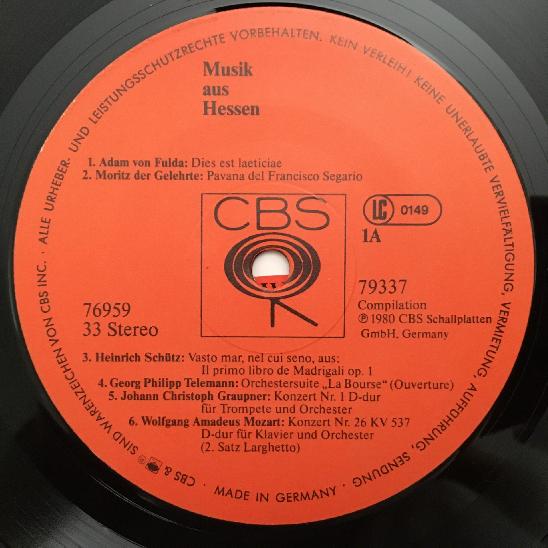 ALLE URHEBER- UND LEISTUNGSSCHUTZRECHTE VORBEHALTEN. KEIN VERLEIH! KEINE UNERLAUBTE VERVIELFÄLTIGUNG, VERMIETUNG, AUFFÜHRUNG, SENDUNG
Musik
aus
Hessen
1. Adam von Fulda: Dies est laeticiae
2. Moritz der Gelehrte: Pavana del Francisco Segario
CBS
LC 0149
1A
76959
33 Stereo
79337
Compilation
Ⓟ 1980 CBS Schallplatten
GmbH, Germany
3. Heinrich Schütz: Vasto mar, nel cui seno, aus;
Il primo libro de Madrigali op. 1
4. Georg Philipp Telemann: Orchestersuite „La Bourse“ (Ouverture)
5. Johann Christoph Graupner: Konzert Nr. 1 D-dur
für Trompete und Orchester
6. Wolfgang Amadeus Mozart: Konzert Nr. 26 KV 537
D-dur für Klavier und Orchester
(2. Satz Larghetto)
CBS & SIND WARENZEICHEN VON CBS INC.
· MADE IN GERMANY ·